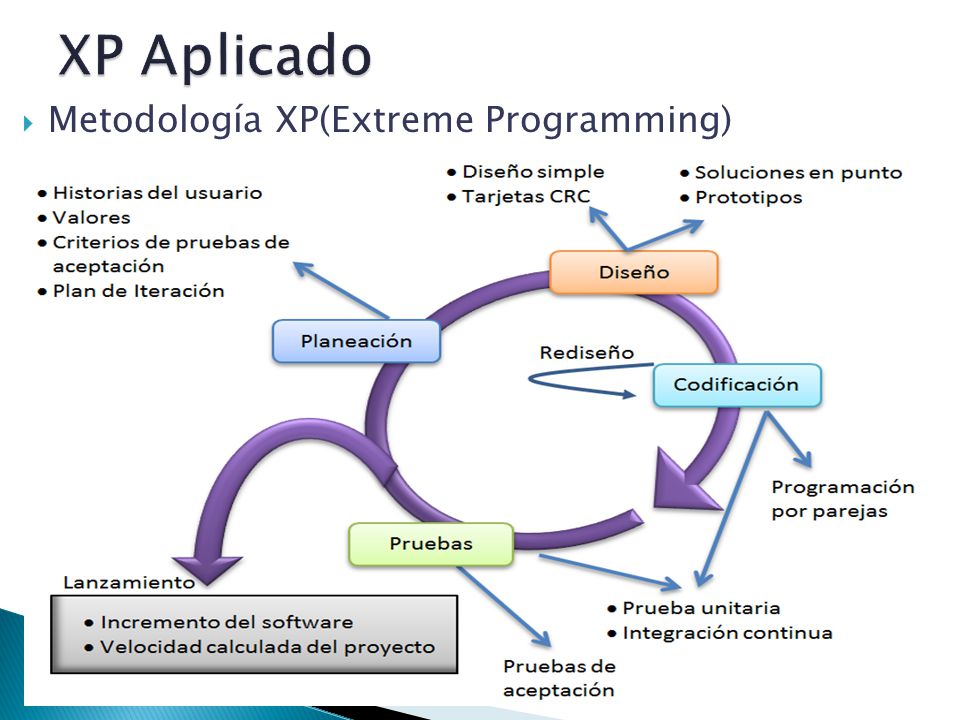 XP Aplicado
Metodología XP(Extreme Programming)
• Historias del usuario
• Valores
• Criterios de pruebas de
aceptación
• Plan de Iteración
• Diseño simple
• Tarjetas CRC
• Soluciones en punto
• Prototipos
Diseño
Planeación
Rediseño
Codificación
Programación
por parejas
Pruebas
Lanzamiento
• Incremento del software
• Velocidad calculada del proyecto
• Prueba unitaria
• Integración continua
Pruebas de
aceptación